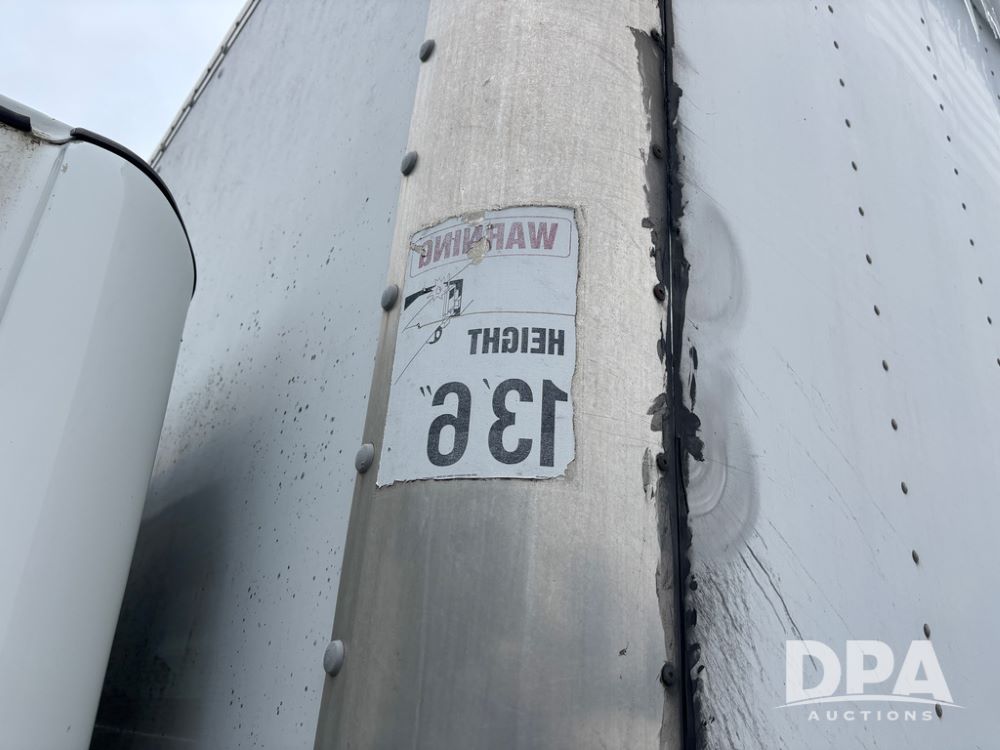 WARNING
HEIGHT
13'6"
DPA
AUCTIONS